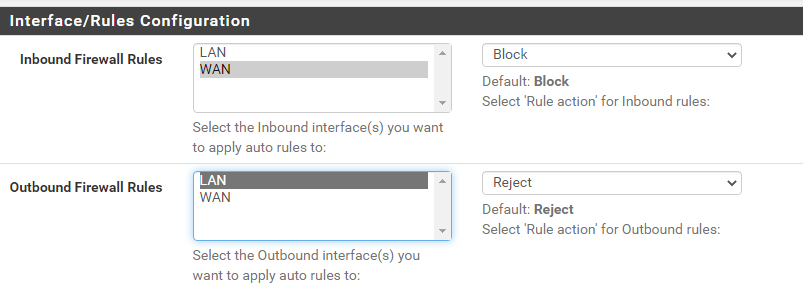 Interface/Rules Configuration
Inbound Firewall Rules
LAN
WAN
Select the Inbound interface(s) you want
to apply auto rules to:
Block
Default: Block
Select 'Rule action' for Inbound rules:
Outbound Firewall Rules
LAN
WAN
Select the Outbound interface(s) you
want to apply auto rules to:
Reject
Default: Reject
Select 'Rule action' for Outbound rules: